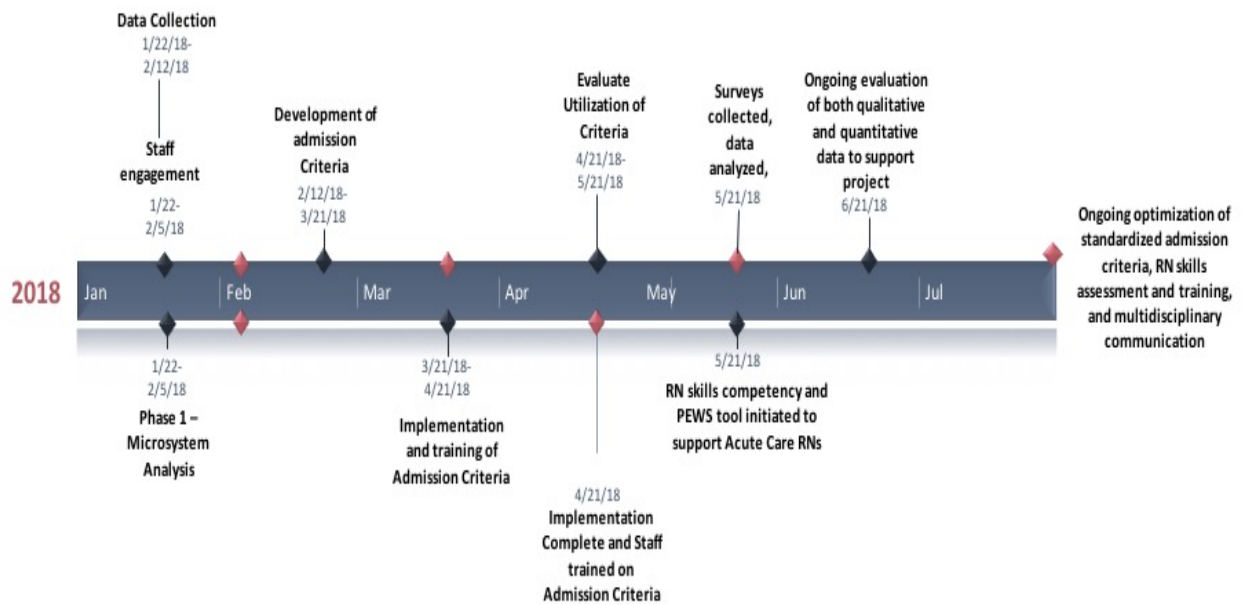 Data Collection
1/22/18-
2/12/18
Staff
engagement
1/22-
2/5/18
Development of
admission
Criteria
2/12/18-
3/21/18
Evaluate
Utilization of
Criteria
4/21/18-
5/21/18
Surveys
collected,
data
analyzed,
5/21/18
Ongoing evaluation
of both qualitative
and quantitative
data to support
project
6/21/18
Ongoing optimization of
standardized admission
criteria, RN skills
assessment and training,
and multidisciplinary
communication
2018
Jan Feb Mar Apr May Jun Jul
1/22-
2/5/18
Phase 1 –
Microsystem
Analysis
3/21/18-
4/21/18
Implementation
and training of
Admission Criteria
4/21/18
Implementation
Complete and Staff
trained on
Admission Criteria
5/21/18
RN skills competency and
PEWS tool initiated to
support Acute Care RNs